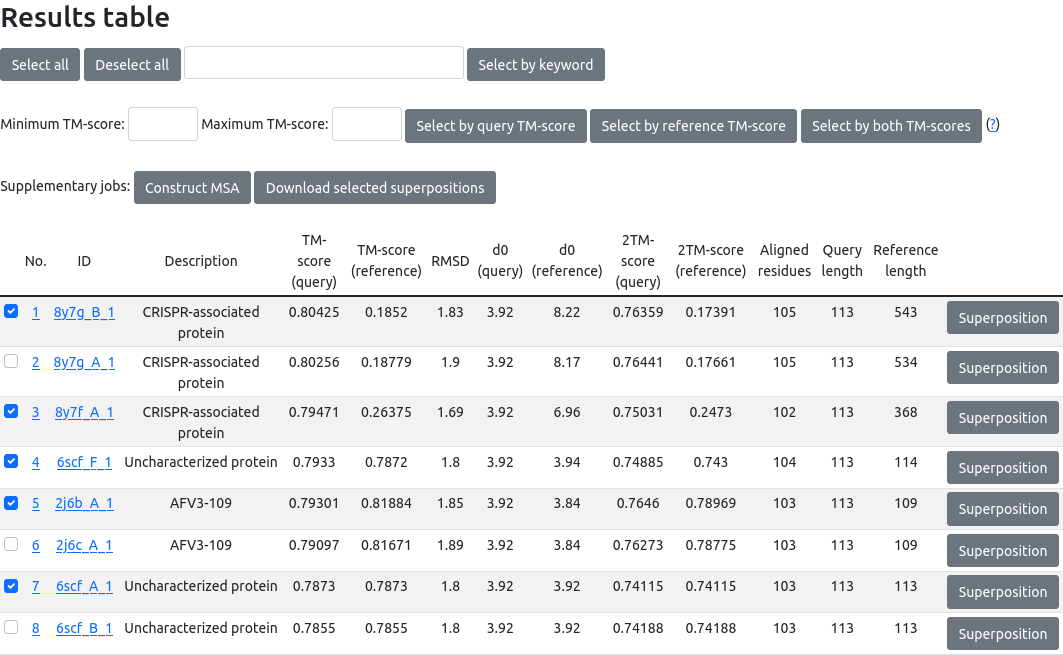 Results table
Select all Deselect all Select by keyword
Minimum TM-score: Maximum TM-score: Select by query TM-score Select by reference TM-score Select by both TM-scores (?)
Supplementary jobs: Construct MSA Download selected superpositions
No. ID Description TM-score (query) TM-score (reference) RMSD d0 (query) d0 (reference) 2TM-score (query) 2TM-score (reference) Aligned residues Query length Reference length
1 8y7g_B_1 CRISPR-associated protein 0.80425 0.1852 1.83 3.92 8.22 0.76359 0.17391 105 113 543 Superposition
2 8y7g_A_1 CRISPR-associated protein 0.80256 0.18779 1.9 3.92 8.17 0.76441 0.17661 105 113 534 Superposition
3 8y7f_A_1 CRISPR-associated protein 0.79471 0.26375 1.69 3.92 6.96 0.75031 0.2473 102 113 368 Superposition
4 6scf_F_1 Uncharacterized protein 0.7933 0.7872 1.8 3.92 3.94 0.74885 0.743 104 113 114 Superposition
5 2j6b_A_1 AFV3-109 0.79301 0.81884 1.85 3.92 3.84 0.7646 0.78969 103 113 109 Superposition
6 2j6c_A_1 AFV3-109 0.79097 0.81671 1.89 3.92 3.84 0.76273 0.78775 103 113 109 Superposition
7 6scf_A_1 Uncharacterized protein 0.7873 0.7873 1.8 3.92 3.92 0.74115 0.74115 103 113 113 Superposition
8 6scf_B_1 Uncharacterized protein 0.7855 0.7855 1.8 3.92 3.92 0.74188 0.74188 103 113 113 Superposition